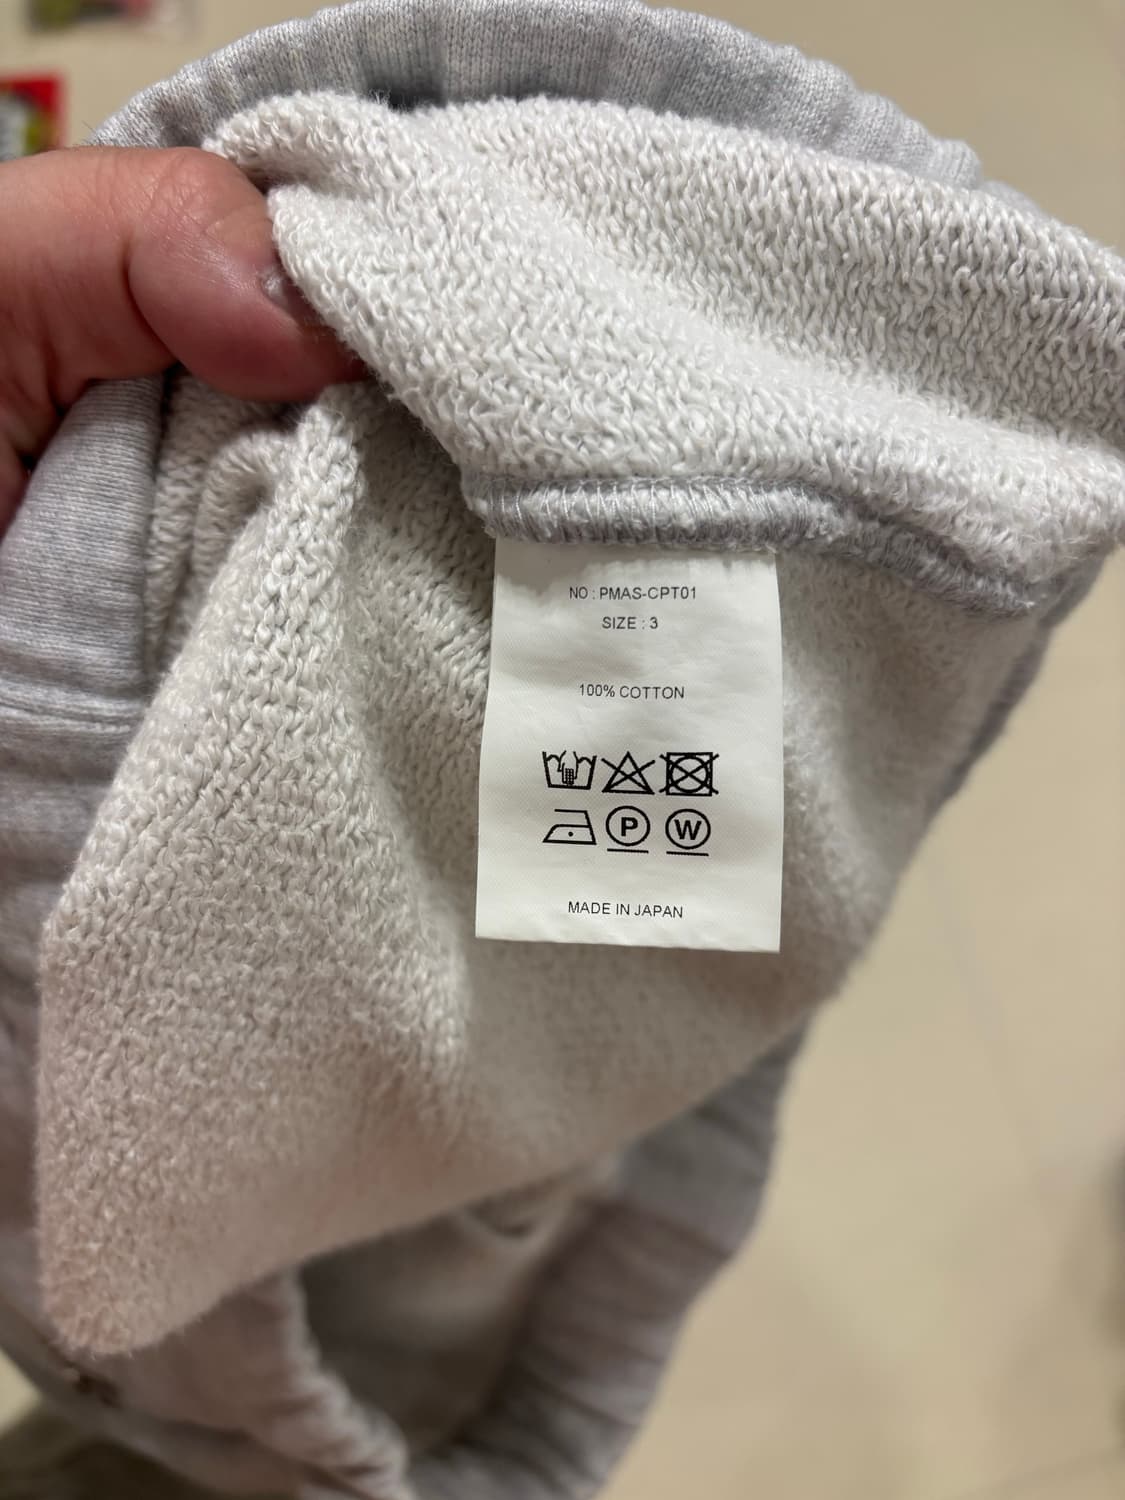 NO : PMAS-CPT01
SIZE : 3
100% COTTON
P W
MADE IN JAPAN